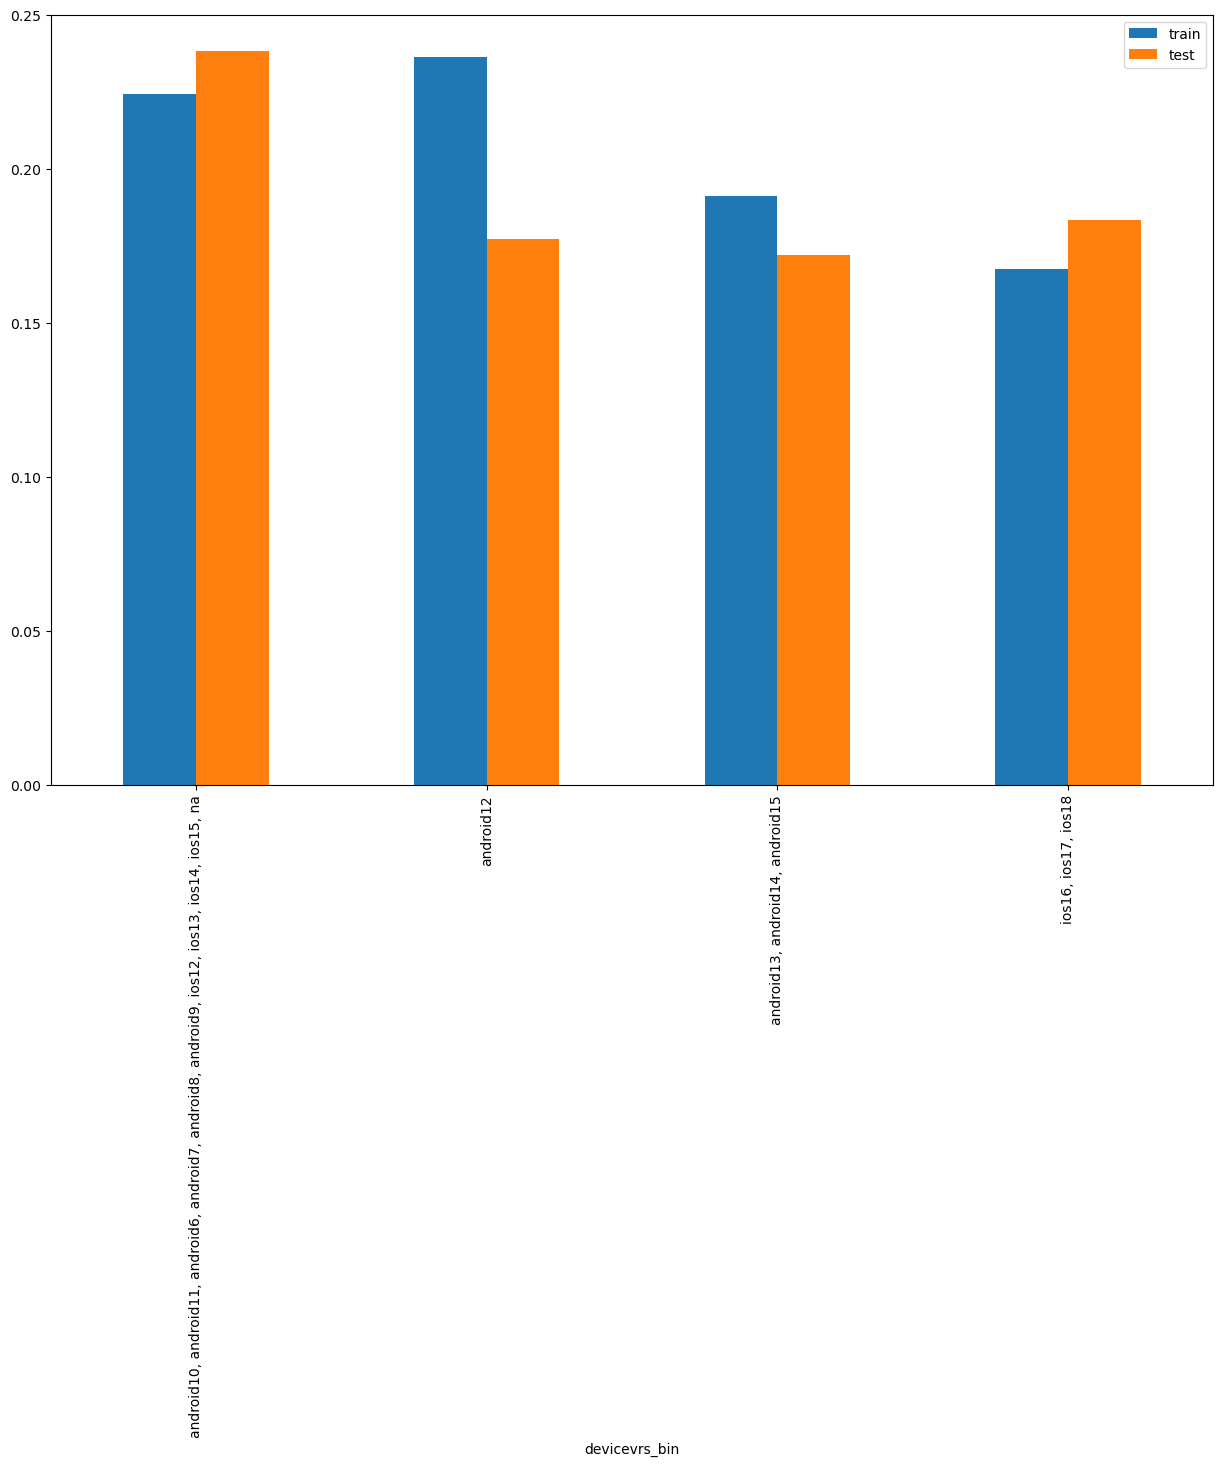 0.25
0.20
0.15
0.10
0.05
0.00
train
test
android10, android11, android6, android7, android8, android9, ios12, ios13, ios14, ios15, na
android12
android13, android14, android15
ios16, ios17, ios18
devicevrs_bin